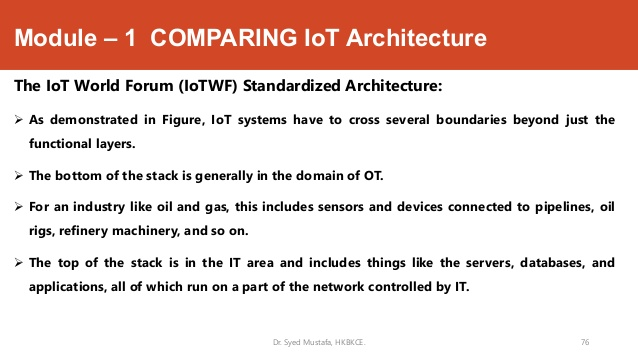 Module – 1 COMPARING IoT Architecture
The IoT World Forum (IoTWF) Standardized Architecture:
➢ As demonstrated in Figure, IoT systems have to cross several boundaries beyond just the
functional layers.
➢ The bottom of the stack is generally in the domain of OT.
➢ For an industry like oil and gas, this includes sensors and devices connected to pipelines, oil
rigs, refinery machinery, and so on.
➢ The top of the stack is in the IT area and includes things like the servers, databases, and
applications, all of which run on a part of the network controlled by IT.
Dr. Syed Mustafa, HKBKCE. 76